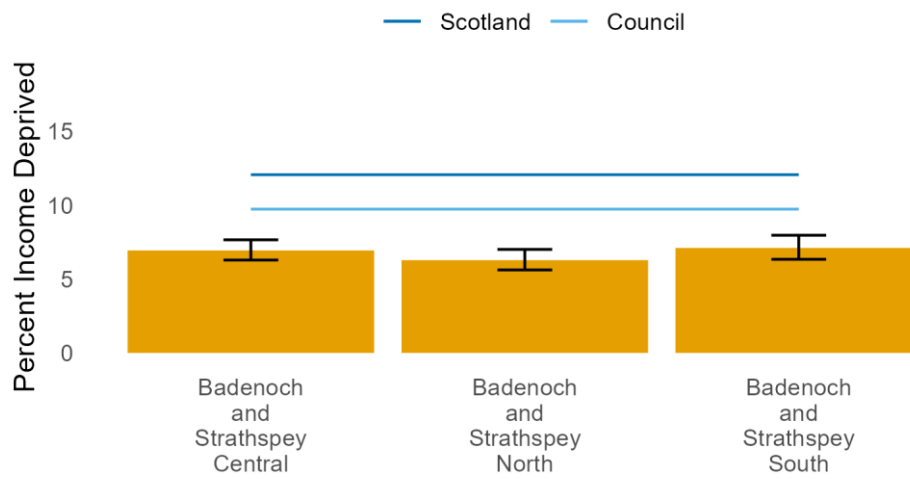 Scotland Council
Percent Income Deprived
15
10
5
0
Badenoch
and
Strathspey
Central
Badenoch
and
Strathspey
North
Badenoch
and
Strathspey
South